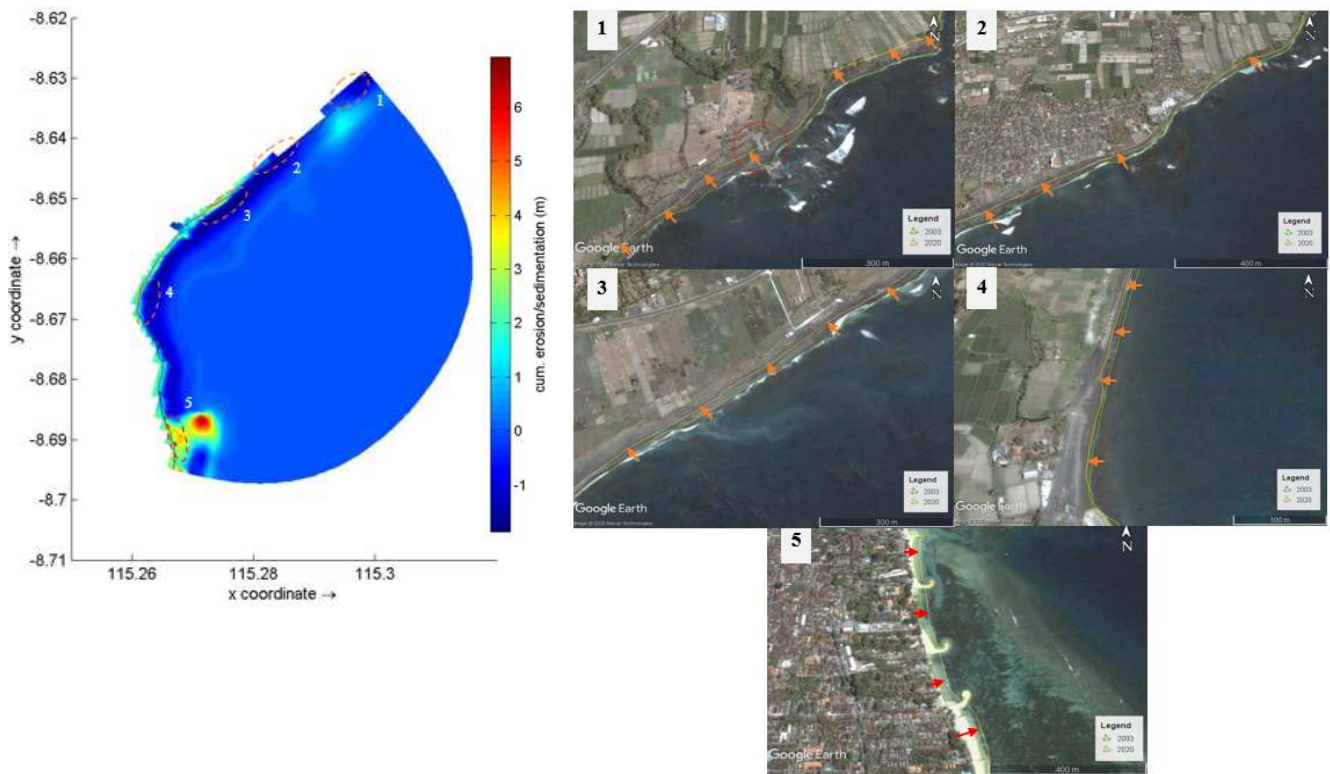 -8.62
-8.63
-8.64
-8.65
-8.66
-8.67
-8.68
-8.69
-8.7
-8.71
y coordinate →
115.26
115.28
115.3
x coordinate →
1
2
3
4
5
6
5
4
3
2
1
0
-1
cum. erosion/sedimentation (m)
1
N
Legend
2003
2020
Google Earth
300 m
2
N
Legend
2003
2020
Google Earth
400 m
3
N
Legend
2003
2020
Google Earth
300 m
4
N
Legend
2003
2020
Google Earth
100 m
5
N
Legend
2003
2020
Google Earth
400 m